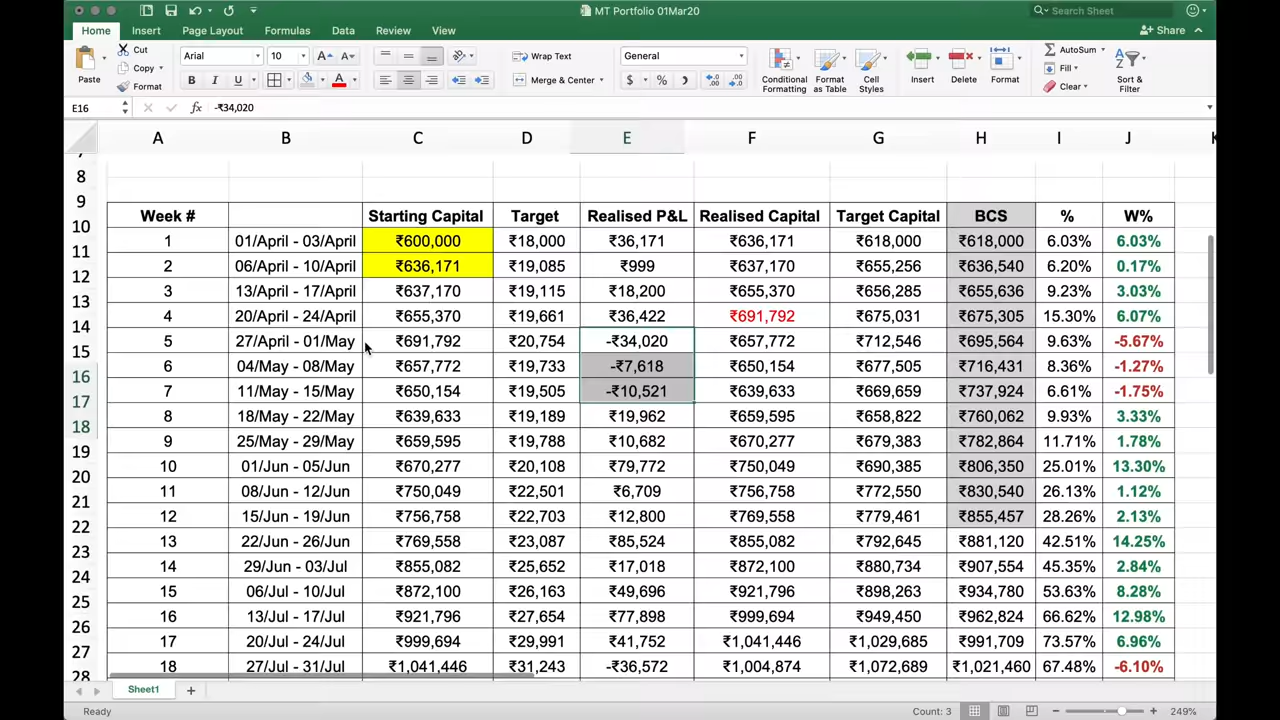 MT Portfolio 01Mar20
Search Sheet
Home Insert Page Layout Formulas Data Review View
Share
Paste
Cut
Copy
Format
Arial 10
B I U
Wrap Text
Merge & Center
General
$ % )
Conditional Formatting
Format as Table
Cell Styles
Insert
Delete
Format
AutoSum
Fill
Clear
Sort & Filter
E16 fx -₹34,020
A B C D E F G H I J K
7
8
9 Week # Starting Capital Target Realised P&L Realised Capital Target Capital BCS % W%
10 1 01/April - 03/April ₹600,000 ₹18,000 ₹36,171 ₹636,171 ₹618,000 ₹618,000 6.03% 6.03%
11 2 06/April - 10/April ₹636,171 ₹19,085 ₹999 ₹637,170 ₹655,256 ₹636,540 6.20% 0.17%
12 3 13/April - 17/April ₹637,170 ₹19,115 ₹18,200 ₹655,370 ₹656,285 ₹655,636 9.23% 3.03%
13 4 20/April - 24/April ₹655,370 ₹19,661 ₹36,422 ₹691,792 ₹675,031 ₹675,305 15.30% 6.07%
14 5 27/April - 01/May ₹691,792 ₹20,754 -₹34,020 ₹657,772 ₹712,546 ₹695,564 9.63% -5.67%
15 6 04/May - 08/May ₹657,772 ₹19,733 -₹7,618 ₹650,154 ₹677,505 ₹716,431 8.36% -1.27%
16 7 11/May - 15/May ₹650,154 ₹19,505 -₹10,521 ₹639,633 ₹669,659 ₹737,924 6.61% -1.75%
17 8 18/May - 22/May ₹639,633 ₹19,189 ₹19,962 ₹659,595 ₹658,822 ₹760,062 9.93% 3.33%
18 9 25/May - 29/May ₹659,595 ₹19,788 ₹10,682 ₹670,277 ₹679,383 ₹782,864 11.71% 1.78%
19 10 01/Jun - 05/Jun ₹670,277 ₹20,108 ₹79,772 ₹750,049 ₹690,385 ₹806,350 25.01% 13.30%
20 11 08/Jun - 12/Jun ₹750,049 ₹22,501 ₹6,709 ₹756,758 ₹772,550 ₹830,540 26.13% 1.12%
21 12 15/Jun - 19/Jun ₹756,758 ₹22,703 ₹12,800 ₹769,558 ₹779,461 ₹855,457 28.26% 2.13%
22 13 22/Jun - 26/Jun ₹769,558 ₹23,087 ₹85,524 ₹855,082 ₹792,645 ₹881,120 42.51% 14.25%
23 14 29/Jun - 03/Jul ₹855,082 ₹25,652 ₹17,018 ₹872,100 ₹880,734 ₹907,554 45.35% 2.84%
24 15 06/Jul - 10/Jul ₹872,100 ₹26,163 ₹49,696 ₹921,796 ₹898,263 ₹934,780 53.63% 8.28%
25 16 13/Jul - 17/Jul ₹921,796 ₹27,654 ₹77,898 ₹999,694 ₹949,450 ₹962,824 66.62% 12.98%
26 17 20/Jul - 24/Jul ₹999,694 ₹29,991 ₹41,752 ₹1,041,446 ₹1,029,685 ₹991,709 73.57% 6.96%
27 18 27/Jul - 31/Jul ₹1,041,446 ₹31,243 -₹36,572 ₹1,004,874 ₹1,072,689 ₹1,021,460 67.48% -6.10%
28
Sheet1
Ready Count: 3 249%